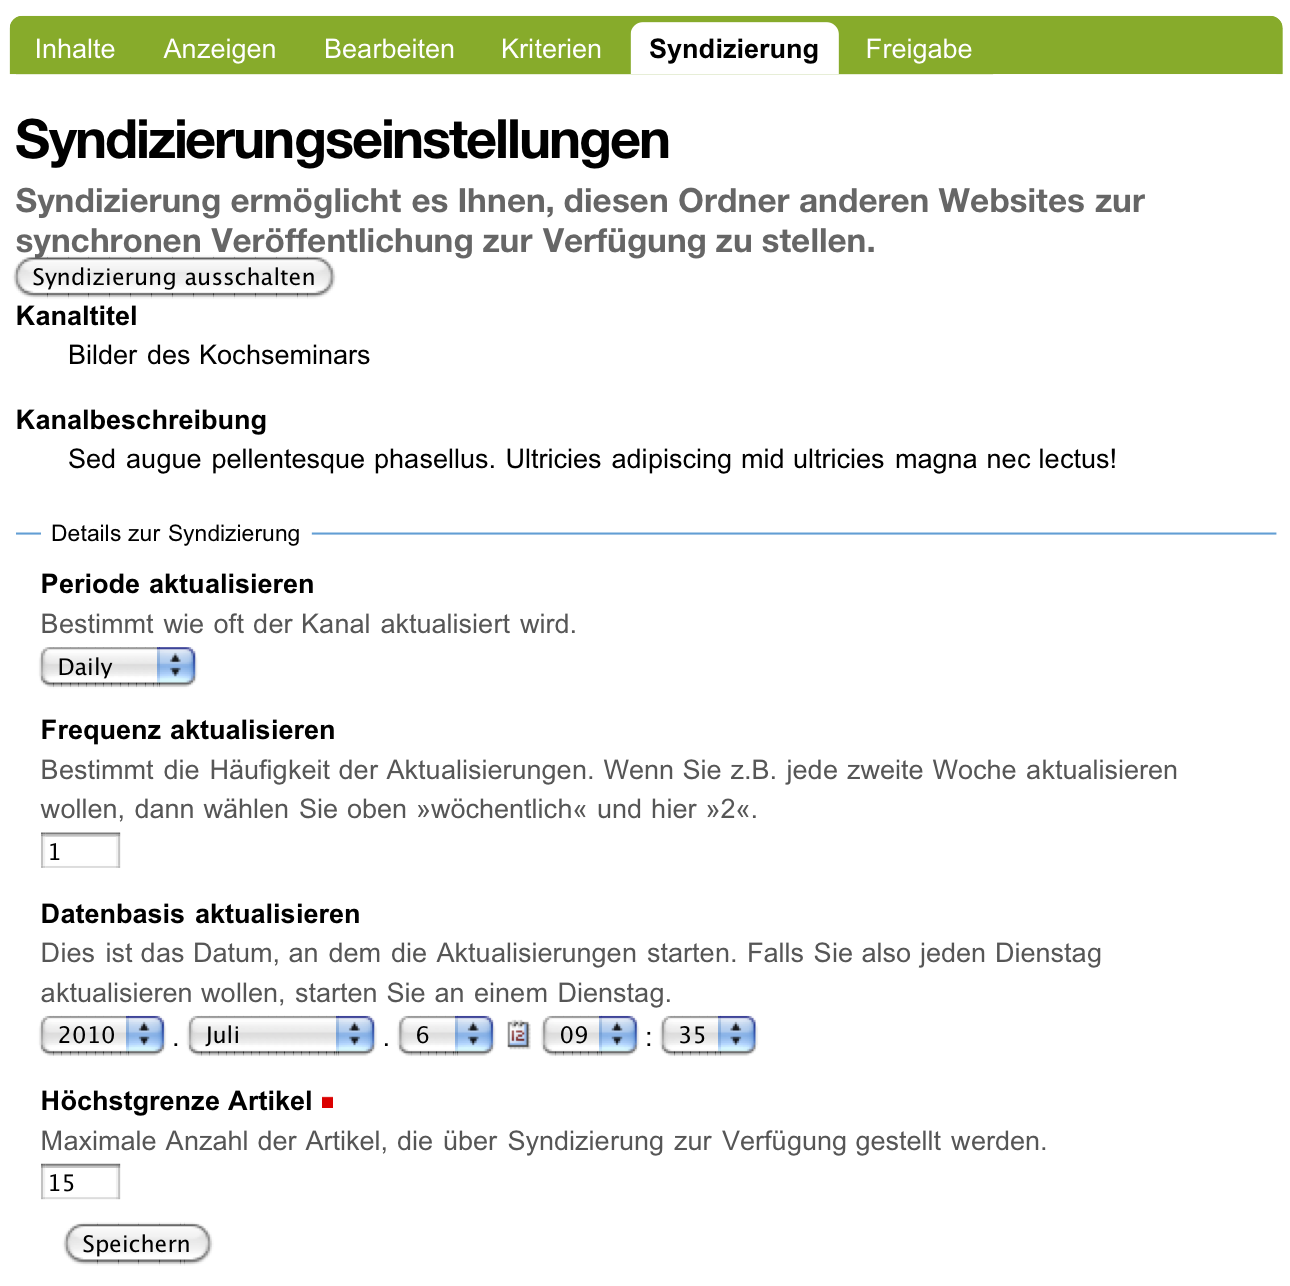 Inhalte Anzeigen Bearbeiten Kriterien Syndizierung Freigabe
Syndizierungseinstellungen
Syndizierung ermöglicht es Ihnen, diesen Ordner anderen Websites zur
synchronen Veröffentlichung zur Verfügung zu stellen.
Syndizierung ausschalten
Kanaltitel
Bilder des Kochseminars
Kanalbeschreibung
Sed augue pellentesque phasellus. Ultricies adipiscing mid ultricies magna nec lectus!
Details zur Syndizierung
Periode aktualisieren
Bestimmt wie oft der Kanal aktualisiert wird.
Daily
Frequenz aktualisieren
Bestimmt die Häufigkeit der Aktualisierungen. Wenn Sie z.B. jede zweite Woche aktualisieren
wollen, dann wählen Sie oben »wöchentlich« und hier »2«.
1
Datenbasis aktualisieren
Dies ist das Datum, an dem die Aktualisierungen starten. Falls Sie also jeden Dienstag
aktualisieren wollen, starten Sie an einem Dienstag.
2010 . Juli . 6 12 09 : 35
Höchstgrenze Artikel
Maximale Anzahl der Artikel, die über Syndizierung zur Verfügung gestellt werden.
15
Speichern